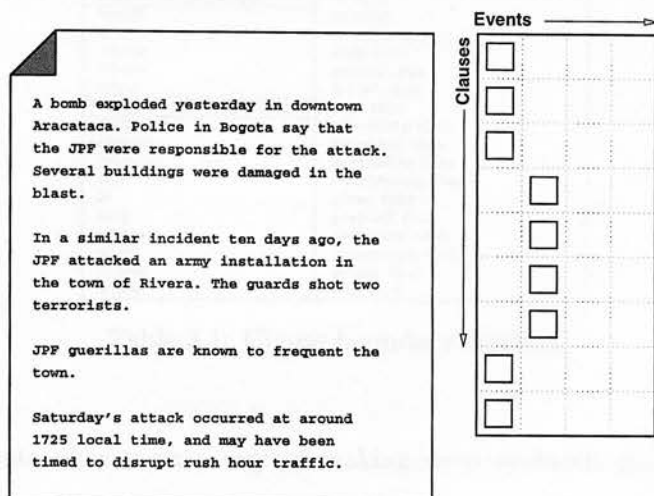 A bomb exploded yesterday in downtown
Aracataca. Police in Bogota say that
the JPF were responsible for the attack.
Several buildings were damaged in the
blast.
In a similar incident ten days ago, the
JPF attacked an army installation in
the town of Rivera. The guards shot two
terrorists.
JPF guerillas are known to frequent the
town.
Saturday's attack occurred at around
1725 local time, and may have been
timed to disrupt rush hour traffic.
Events
Clauses